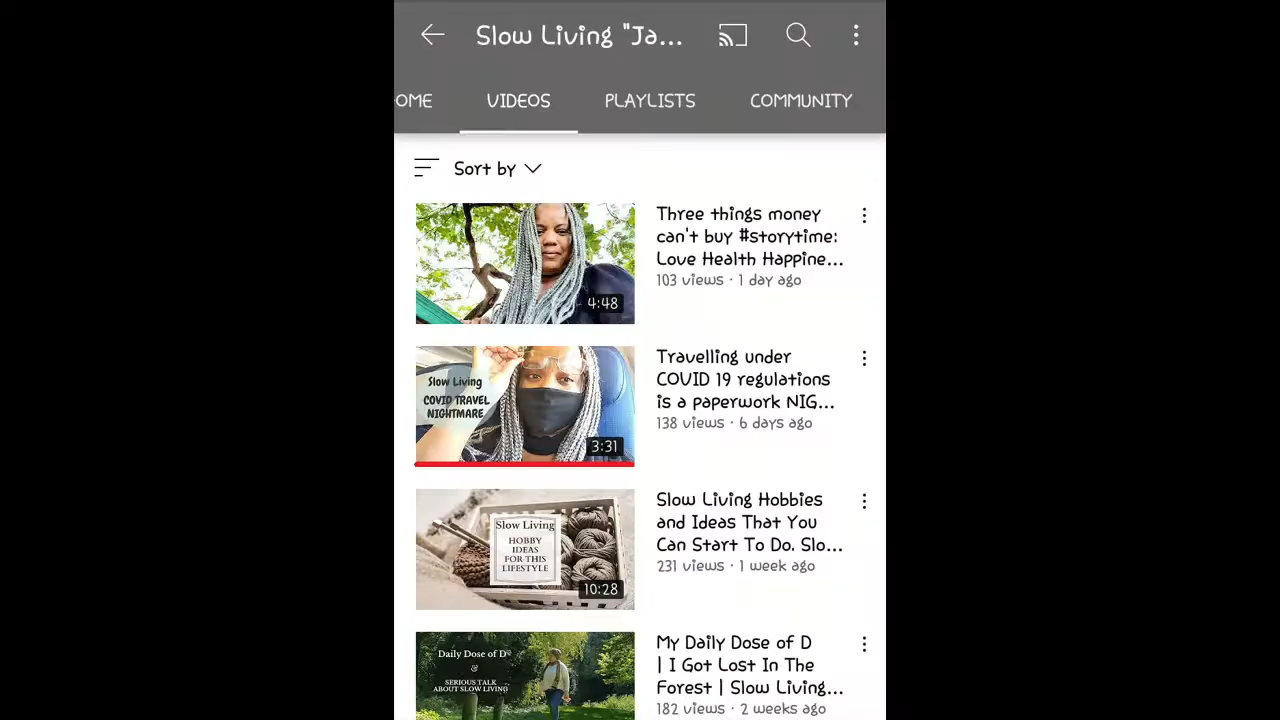 Slow Living "Ja...
OME VIDEOS PLAYLISTS COMMUNITY
Sort by
4:48
Three things money
can't buy #storytime:
Love Health Happine...
103 views · 1 day ago
Slow Living
COVID TRAVEL
NIGHTMARE
3:31
Travelling under
COVID 19 regulations
is a paperwork NIG...
138 views · 6 days ago
Slow Living
HOBBY
IDEAS
FOR THIS
LIFESTYLE
10:28
Slow Living Hobbies
and Ideas That You
Can Start To Do. Slo...
231 views · 1 week ago
Daily Dose of D
&
SERIOUS TALK
ABOUT SLOW LIVING
My Daily Dose of D
| I Got Lost In The
Forest | Slow Living...
182 views · 2 weeks ago